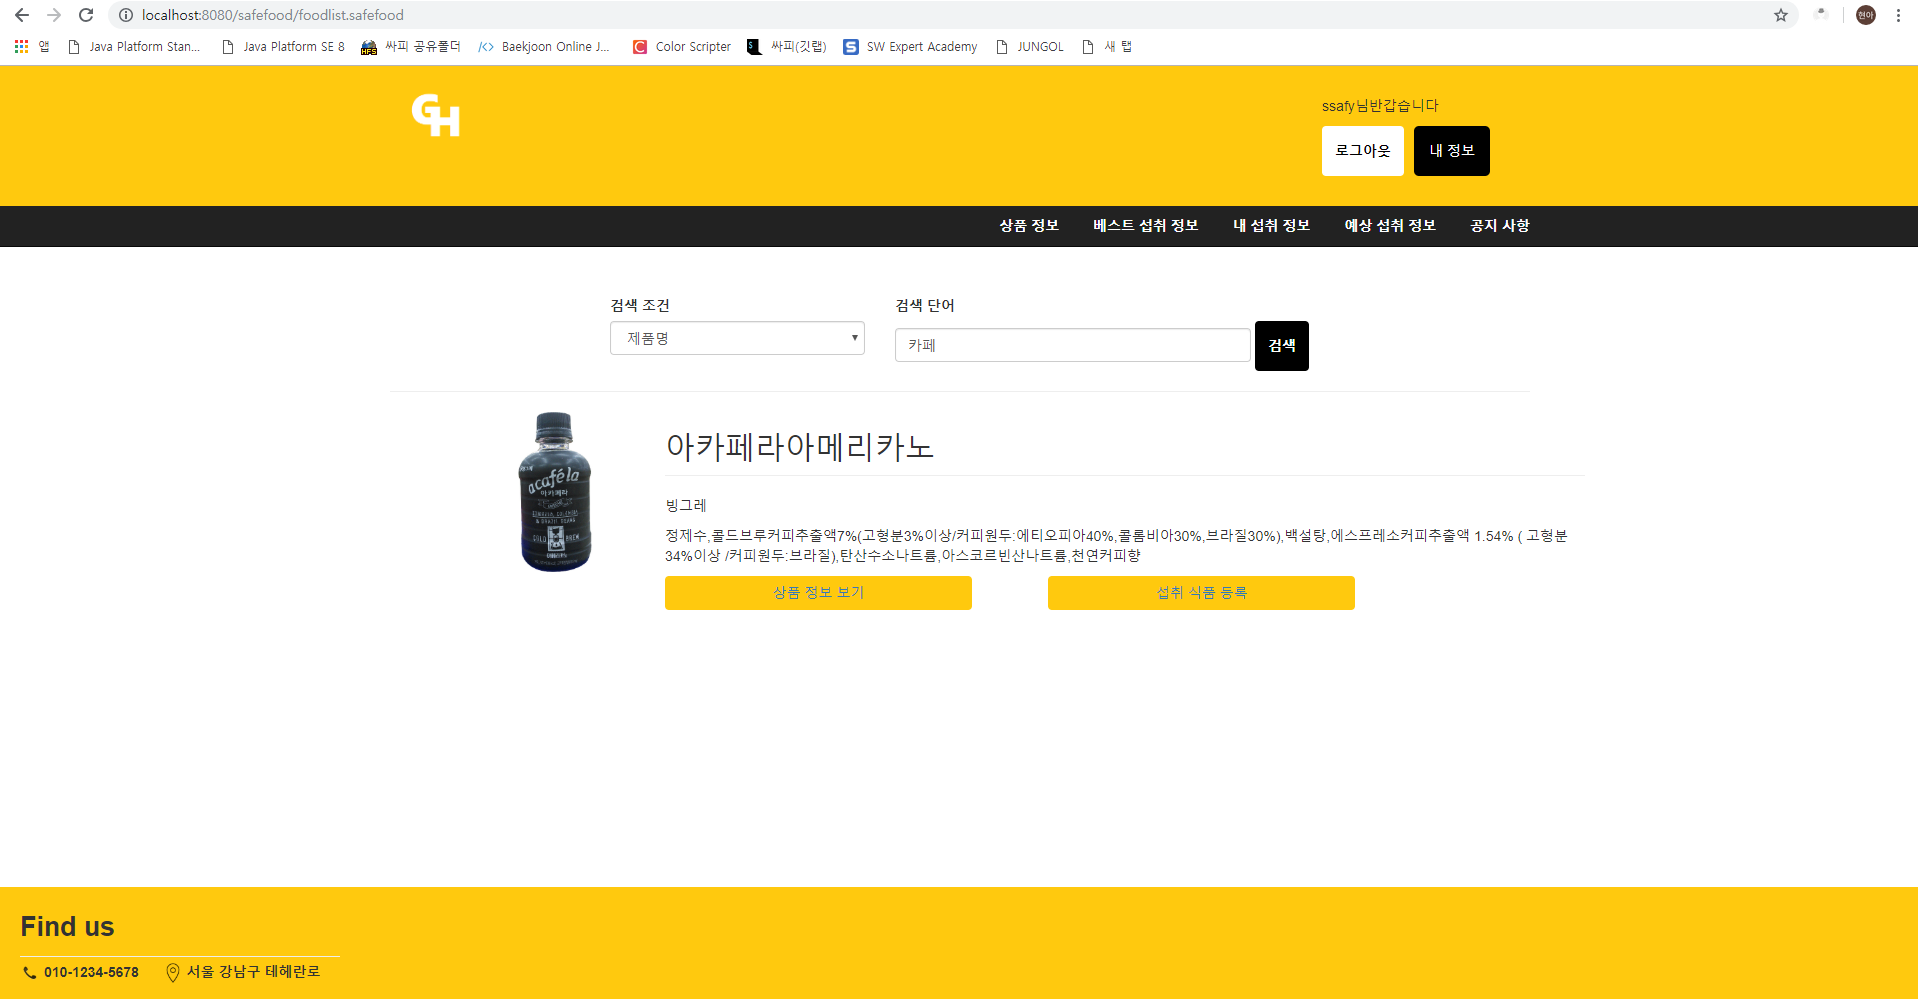 localhost:8080/safefood/foodlist.safefood
현아
앱 Java Platform Stan... Java Platform SE 8 HFS 싸피 공유폴더 Baekjoon Online J... Color Scripter 싸피(깃랩) SW Expert Academy JUNGOL 새 탭
GH
ssafy님반갑습니다
로그아웃 내 정보
상품 정보 베스트 섭취 정보 내 섭취 정보 예상 섭취 정보 공지 사항
검색 조건 검색 단어
제품명 카페 검색
아카페라아메리카노
acaféla
아카페라
빙그레
정제수,콜드브루커피추출액7%(고형분3%이상/커피원두:에티오피아40%,콜롬비아30%,브라질30%),백설탕,에스프레소커피추출액 1.54% ( 고형분
34%이상 /커피원두:브라질),탄산수소나트륨,아스코르빈산나트륨,천연커피향
COLD BREW
상품 정보 보기 섭취 식품 등록
Find us
010-1234-5678 서울 강남구 테헤란로